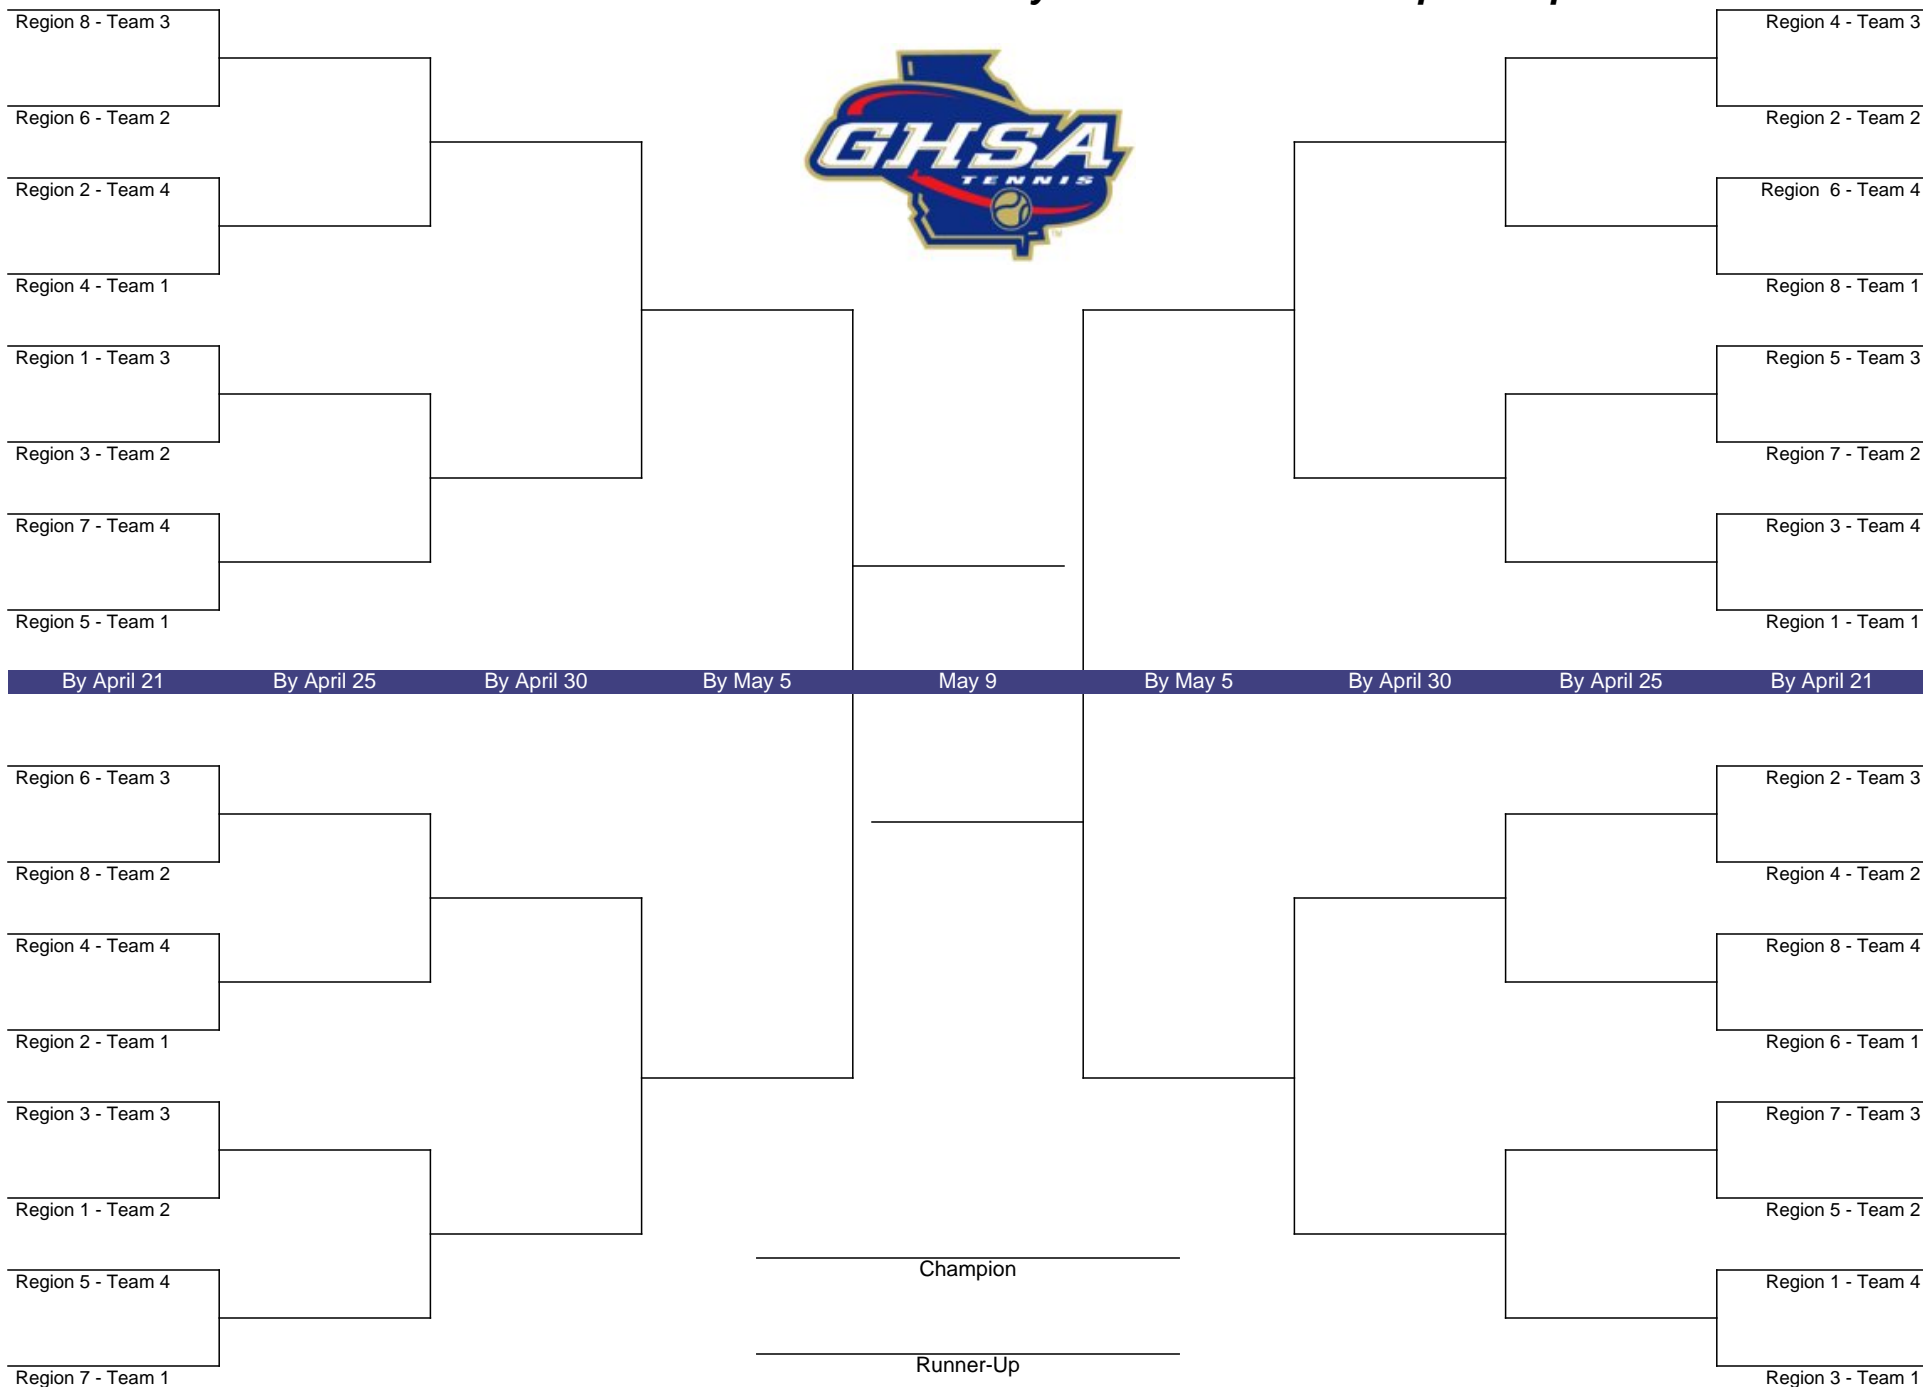 Region 8 - Team 3
Region 6 - Team 2
Region 2 - Team 4
Region 4 - Team 1
Region 1 - Team 3
Region 3 - Team 2
Region 7 - Team 4
Region 5 - Team 1
GHSA
TENNIS
TM
Region 4 - Team 3
Region 2 - Team 2
Region  6 - Team 4
Region 8 - Team 1
Region 5 - Team 3
Region 7 - Team 2
Region 3 - Team 4
Region 1 - Team 1
By April 21 By April 25 By April 30 By May 5 May 9 By May 5 By April 30 By April 25 By April 21
Region 6 - Team 3
Region 8 - Team 2
Region 4 - Team 4
Region 2 - Team 1
Region 3 - Team 3
Region 1 - Team 2
Region 5 - Team 4
Region 7 - Team 1
Champion
Runner-Up
Region 2 - Team 3
Region 4 - Team 2
Region 8 - Team 4
Region 6 - Team 1
Region 7 - Team 3
Region 5 - Team 2
Region 1 - Team 4
Region 3 - Team 1